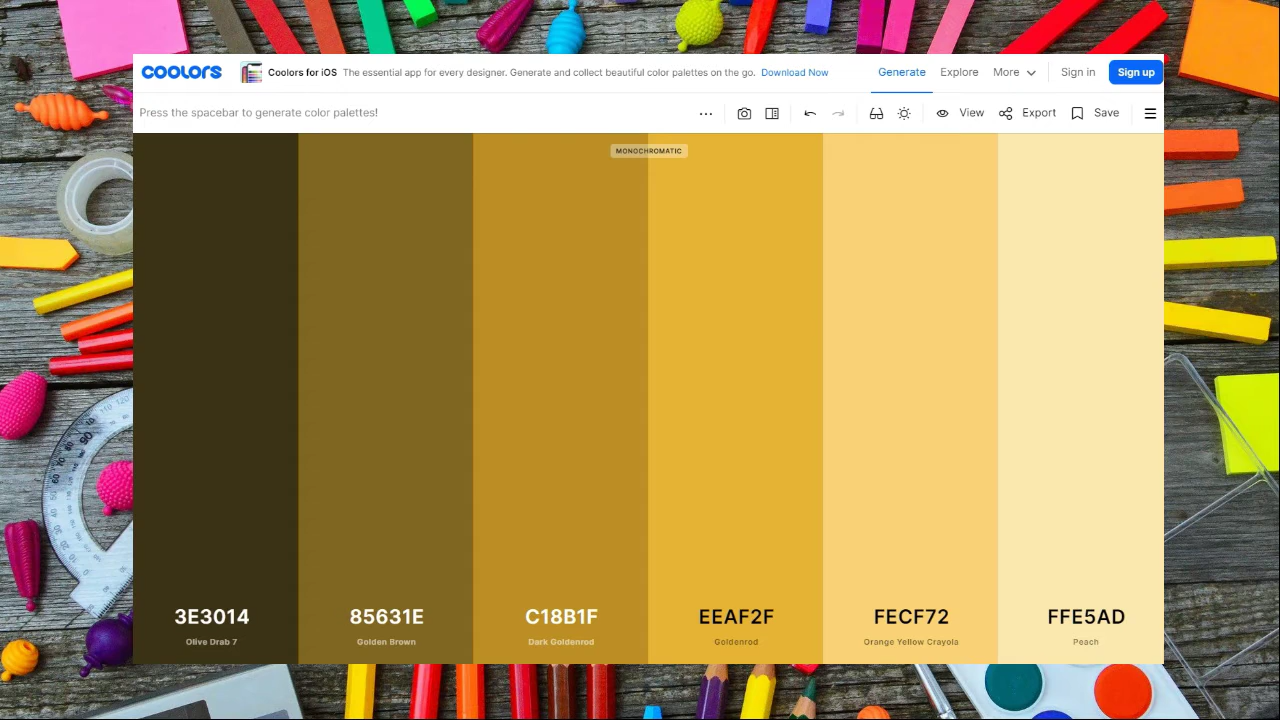 coolors
Coolors for iOS The essential app for every designer. Generate and collect beautiful color palettes on the go. Download Now
Generate Explore More Sign in Sign up
Press the spacebar to generate color palettes!
View Export Save
MONOCHROMATIC
3E3014 85631E C18B1F EEAF2F FECF72 FFE5AD
Olive Drab 7 Golden Brown Dark Goldenrod Goldenrod Orange Yellow Crayola Peach